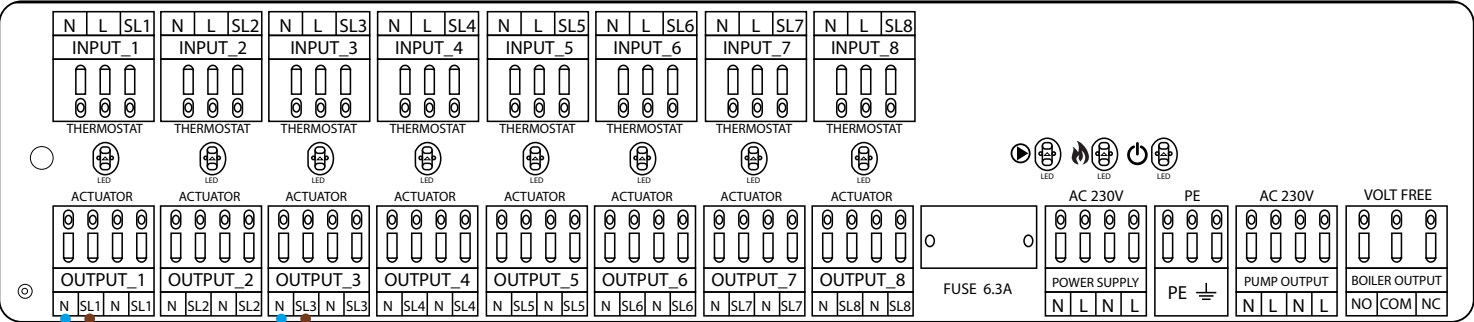 N L SL1 N L SL2 N L SL3 N L SL4 N L SL5 N L SL6 N L SL7 N L SL8
INPUT_1 INPUT_2 INPUT_3 INPUT_4 INPUT_5 INPUT_6 INPUT_7 INPUT_8
THERMOSTAT THERMOSTAT THERMOSTAT THERMOSTAT THERMOSTAT THERMOSTAT THERMOSTAT THERMOSTAT
LED LED LED LED LED LED LED LED LED LED LED
ACTUATOR ACTUATOR ACTUATOR ACTUATOR ACTUATOR ACTUATOR ACTUATOR ACTUATOR AC 230V PE AC 230V VOLT FREE
OUTPUT_1 OUTPUT_2 OUTPUT_3 OUTPUT_4 OUTPUT_5 OUTPUT_6 OUTPUT_7 OUTPUT_8 FUSE 6.3A POWER SUPPLY PE PUMP OUTPUT BOILER OUTPUT
N SL1 N SL1 N SL2 N SL2 N SL3 N SL3 N SL4 N SL4 N SL5 N SL5 N SL6 N SL6 N SL7 N SL7 N SL8 N SL8 N L N L N L N L NO COM NC